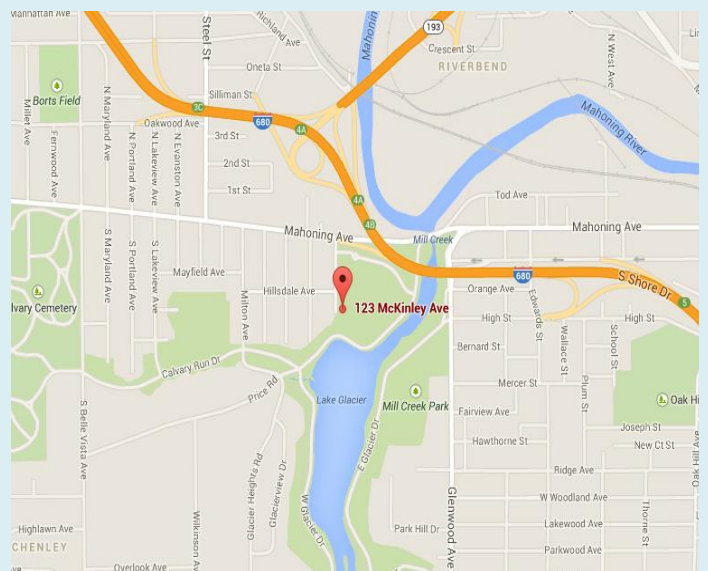 Manhattan Ave
Steel St
Richland Ave
Mahoning
193
Crescent St
RIVERBEND
N West Ave
Oneta St
Borts Field
Silliman St
3C
680
4A
Oakwood Ave
3rd St
2nd St
1st St
Millet Ave
Fernwood Ave
N Maryland Ave
N Portland Ave
N Lakeview Ave
N Evanston Ave
Mahoning River
4A
4B
Tod Ave
Mahoning Ave
Mill Creek
Mahoning Ave
S Maryland Ave
S Portland Ave
S Lakeview Ave
Mayfield Ave
Hillsdale Ave
Milton Ave
123 McKinley Ave
680
S Shore Dr
5
Orange Ave
Edwards St
High St
High St
lvary Cemetery
Wallace St
School St
Bernard St
Calvary Run Dr
Price Rd
Lake Glacier
Mill Creek Park
Mercer St
Plum St
Oak Hi
Fairview Ave
Joseph St
New Ct St
Hawthorne St
Oak Hill Ave
S Belle Vista Ave
E Glacier Dr
Glacier Heights Rd
Glacierview Dr
W Glacier Dr
Ridge Ave
Glenwood Ave
W Woodland Ave
Thorne St
Wilkinson Ave
Highlawn Ave
CHENLEY
Park Hill Dr
Lakewood Ave
Parkwood Ave
Overlook Ave